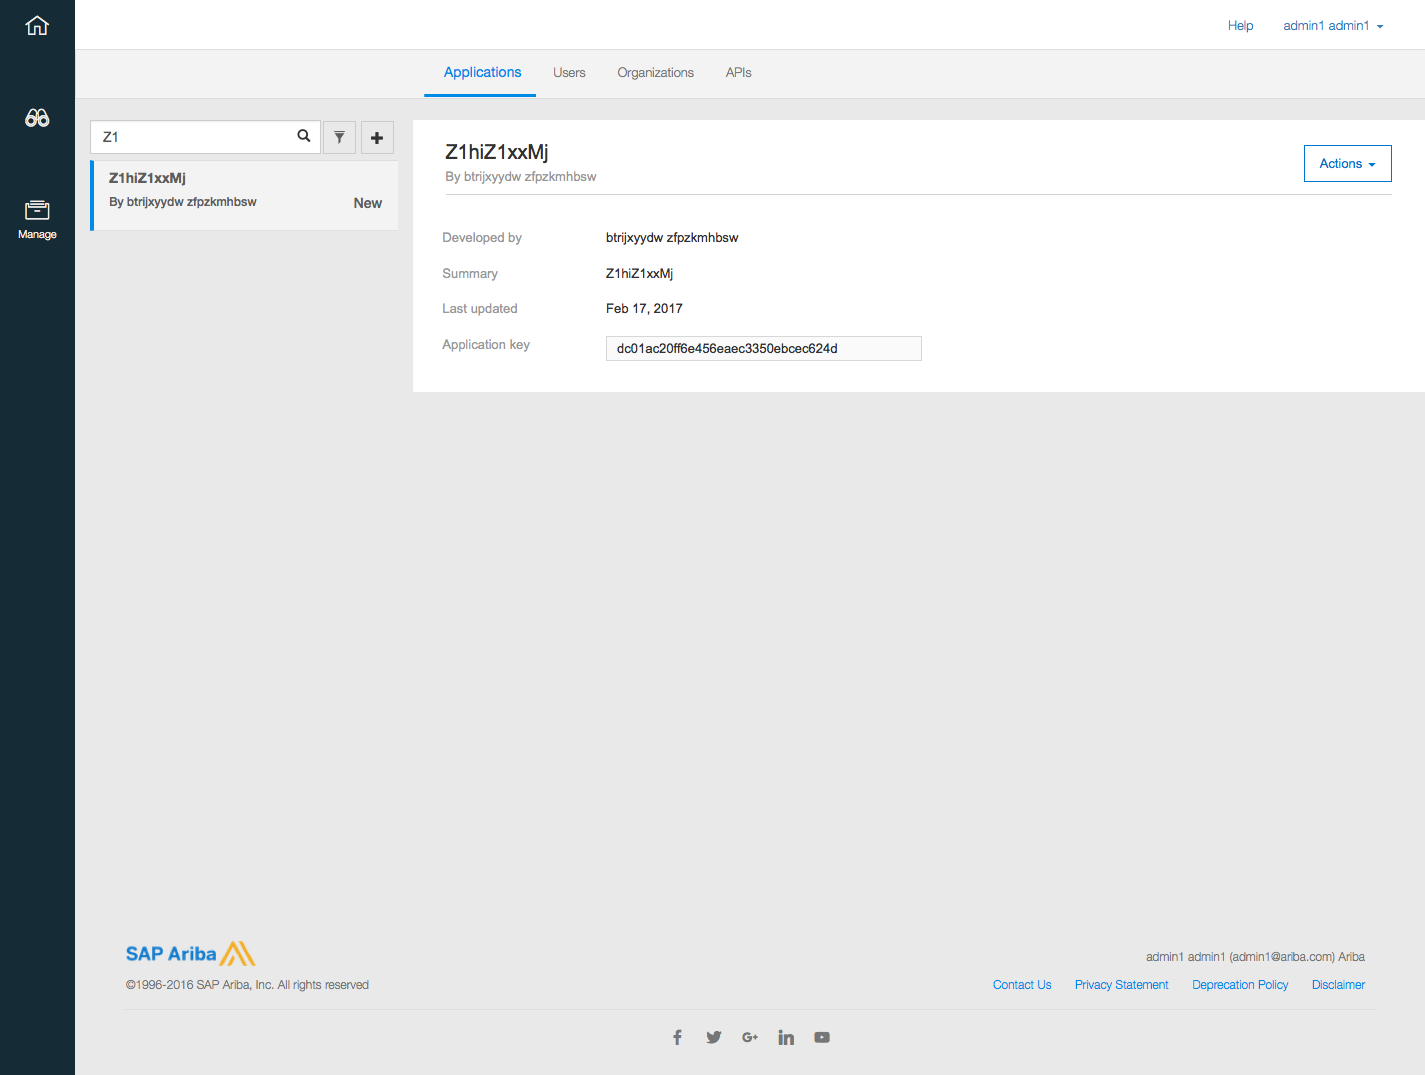 Help admin1 admin1
Applications Users Organizations APIs
Z1
Z1hiZ1xxMj
By btrijxyydw zfpzkmhbsw
New
Manage
Z1hiZ1xxMj
By btrijxyydw zfpzkmhbsw
Actions
Developed by btrijxyydw zfpzkmhbsw
Summary Z1hiZ1xxMj
Last updated Feb 17, 2017
Application key dc01ac20ff6e456eaec3350ebcec624d
SAP Ariba
©1996-2016 SAP Ariba, Inc. All rights reserved
admin1 admin1 (admin1@ariba.com) Ariba
Contact Us Privacy Statement Deprecation Policy Disclaimer